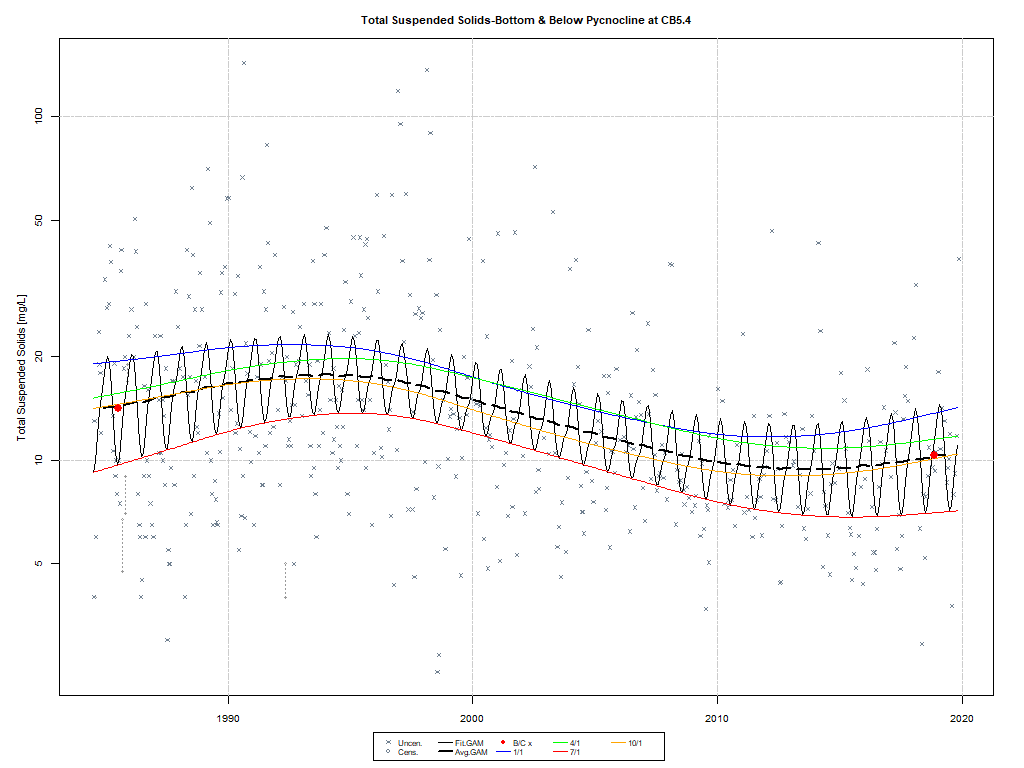 Total Suspended Solids-Bottom & Below Pycnocline at CB5.4
Total Suspended Solids [mg/L]
100
50
20
10
5
1990 2000 2010 2020
Uncen. Fit.GAM B/C x 4/1 10/1
Cens. Avg.GAM 1/1 7/1